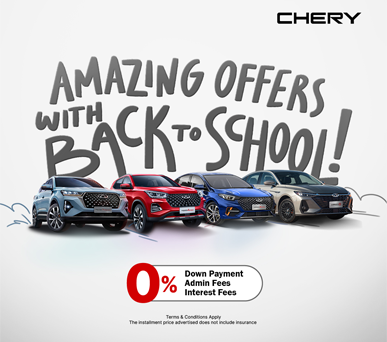 CHERY
AMAZING OFFERS
WITH BACK TO SCHOOL!
0%
Down Payment
Admin Fees
Interest Fees
Terms & Conditions Apply
The installment price advertised does not include insurance